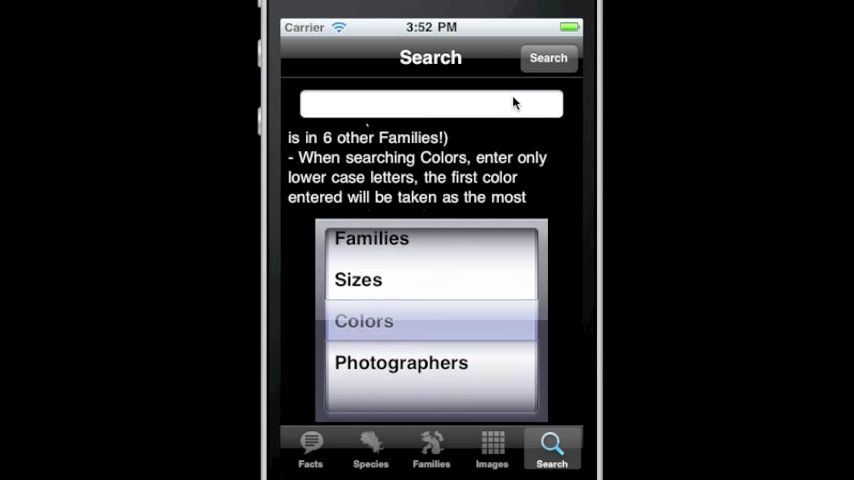 Carrier 3:52 PM
Search Search
is in 6 other Families!)
- When searching Colors, enter only
lower case letters, the first color
entered will be taken as the most
Families
Sizes
Colors
Photographers
Facts Species Families Images Search